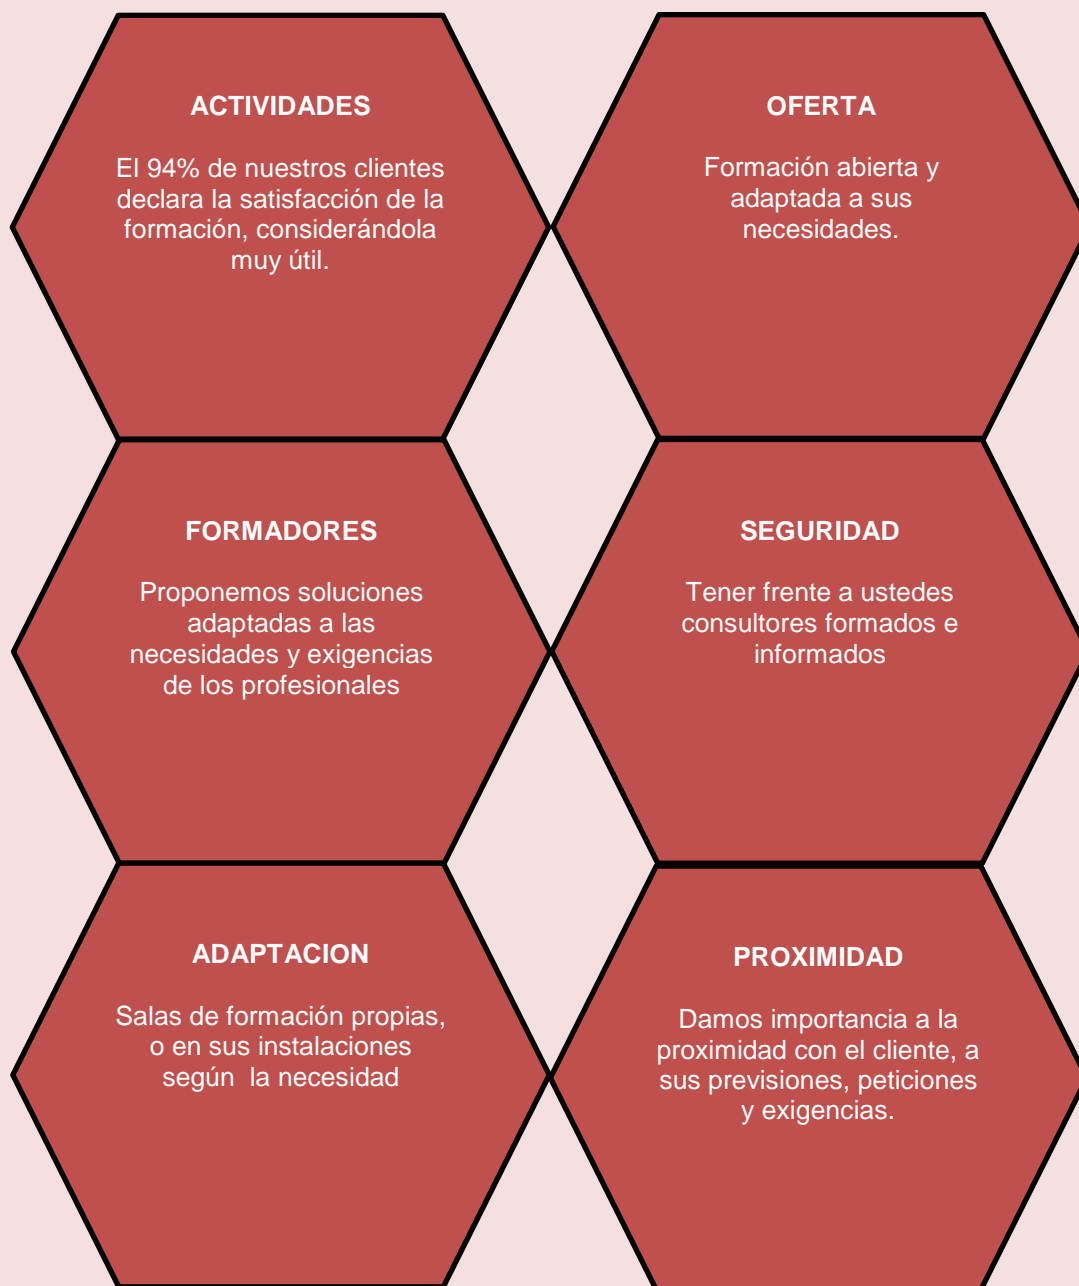 ACTIVIDADES
El 94% de nuestros clientes
declara la satisfacción de la
formación, considerándola
muy útil.
OFERTA
Formación abierta y
adaptada a sus
necesidades.
FORMADORES
Proponemos soluciones
adaptadas a las
necesidades y exigencias
de los profesionales
SEGURIDAD
Tener frente a ustedes
consultores formados e
informados
ADAPTACION
Salas de formación propias,
o en sus instalaciones
según  la necesidad
PROXIMIDAD
Damos importancia a la
proximidad con el cliente, a
sus previsiones, peticiones
y exigencias.